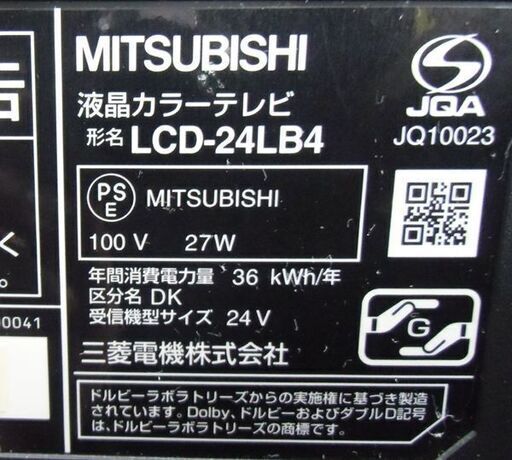 MITSUBISHI
液晶カラーテレビ
形名 LCD-24LB4
JQA
JQ10023
PS
E
MITSUBISHI
100 V 27W
年間消費電力量 36 kWh/年
区分名 DK
受信機型サイズ 24 V
三菱電機株式会社
G
ドルビーラボラトリーズからの実施権に基づき製造
されています。Dolby、ドルビーおよびダブルD記号
は、ドルビーラボラトリーズの商標です。
く
。
00041